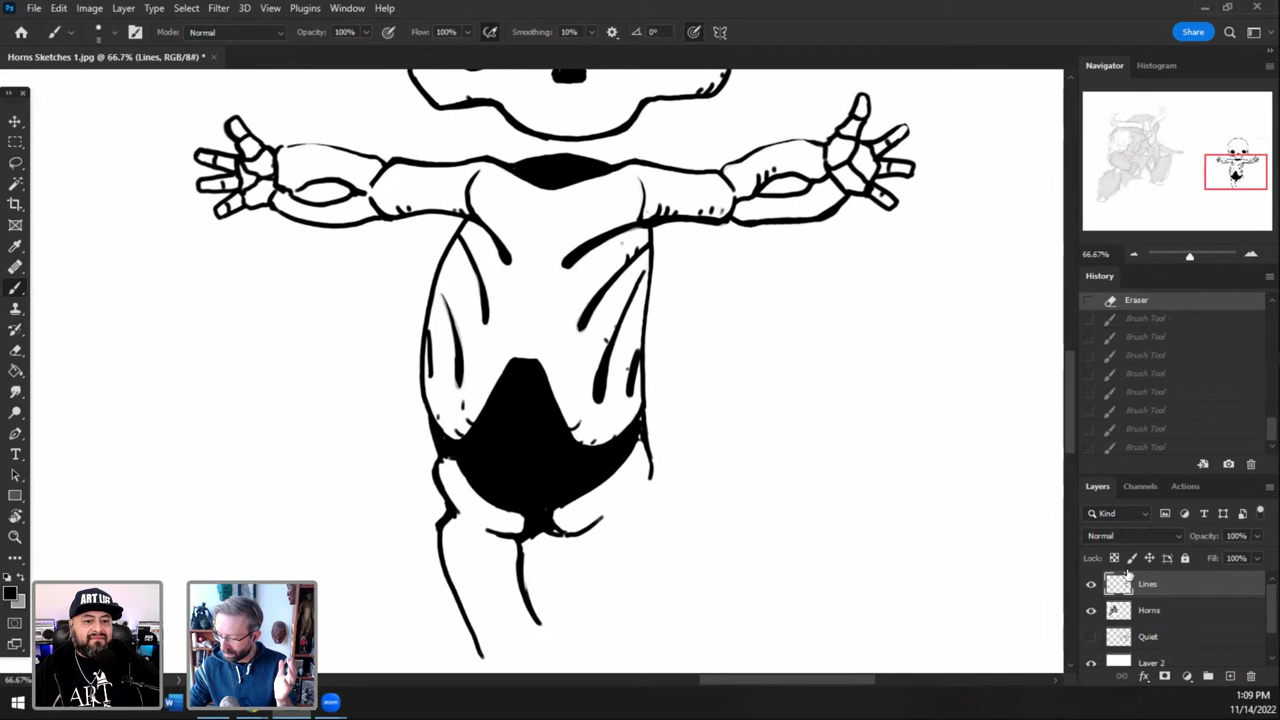 Ps File Edit Image Layer Type Select Filter 3D View Plugins Window Help
8 Mode: Normal Opacity: 100% Flow: 100% Smoothing: 10% 0° Share
Horns Sketches 1.jpg @ 66.7% (Lines, RGB/8#) * ×
Navigator Histogram
66.67%
History
Eraser
Brush Tool
Brush Tool
Brush Tool
Brush Tool
Brush Tool
Brush Tool
Brush Tool
Brush Tool
Layers Channels Actions
Kind
Normal Opacity: 100%
Lock: Fill: 100%
Lines
Horns
Quiet
Layer 2
fx
ART LIFE
ART
66.67%
W zoom
1:09 PM
11/14/2022